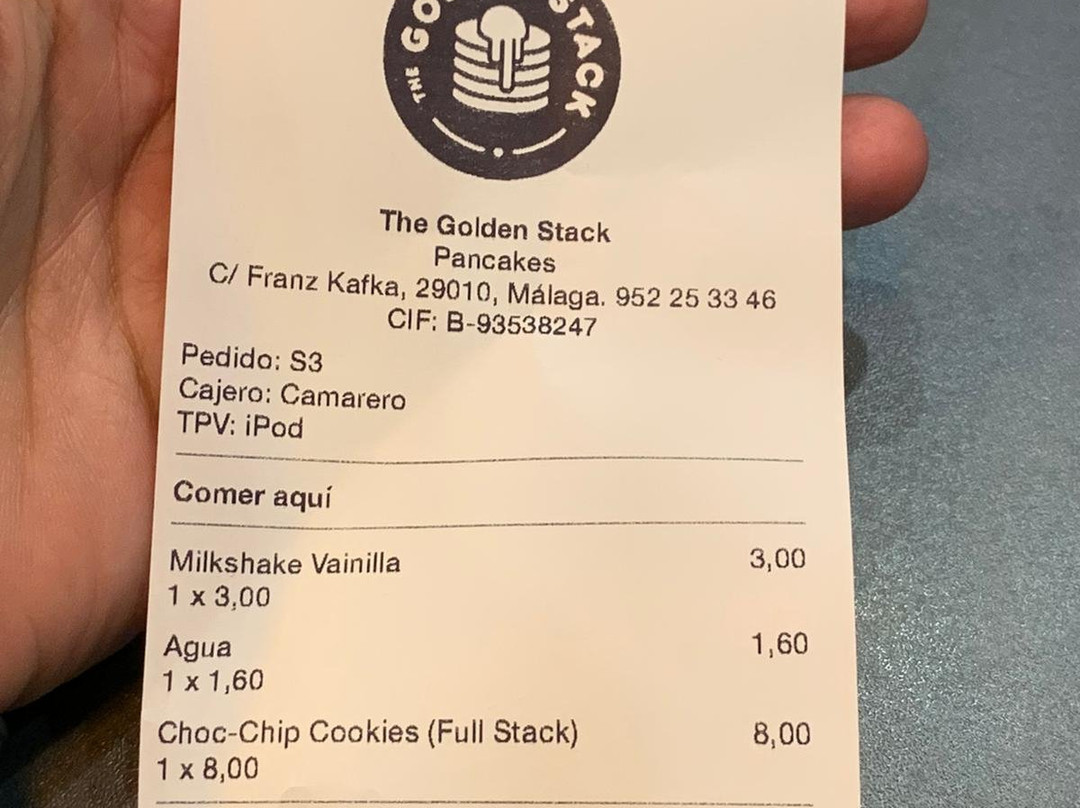 THE GO STACK
The Golden Stack
Pancakes
C/ Franz Kafka, 29010, Málaga. 952 25 33 46
CIF: B-93538247
Pedido: S3
Cajero: Camarero
TPV: iPod
Comer aquí
Milkshake Vainilla 3,00
1 x 3,00
Agua 1,60
1 x 1,60
Choc-Chip Cookies (Full Stack) 8,00
1 x 8,00